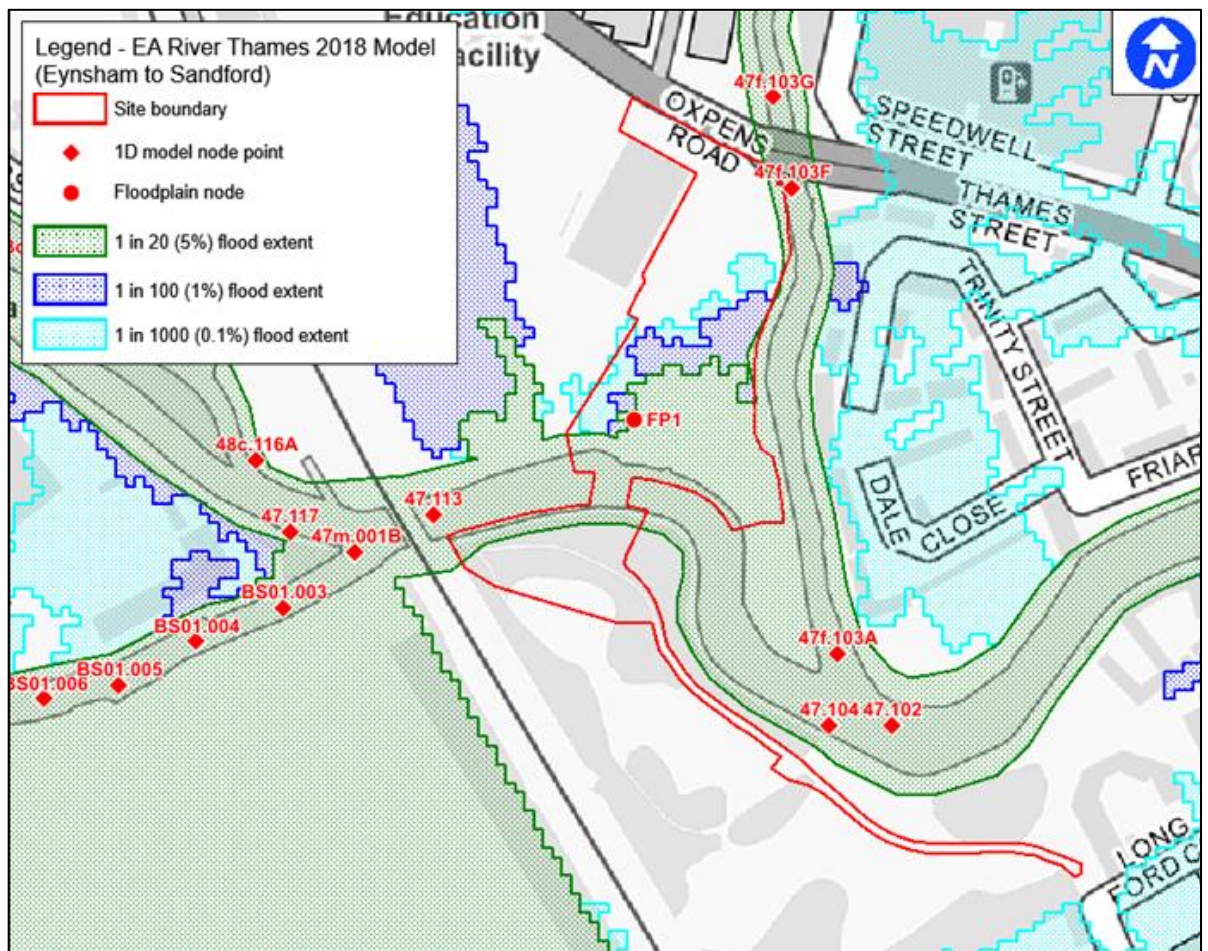 Education
acility
Legend - EA River Thames 2018 Model
(Eynsham to Sandford)
Site boundary
1D model node point
Floodplain node
1 in 20 (5%) flood extent
1 in 100 (1%) flood extent
1 in 1000 (0.1%) flood extent
N
47f.103G
OXPENS
ROAD
SPEEDWELL
STREET
47f.103F
THAMES
STREET
TRINITY
STREET
FP1
48c.116A
FRIAR
DALE
CLOSE
47.113
47.117
47m.001B
BS01.003
BS01.004
47f.103A
BS01.005
BS01.006
47.104
47.102
LONG
FORD C